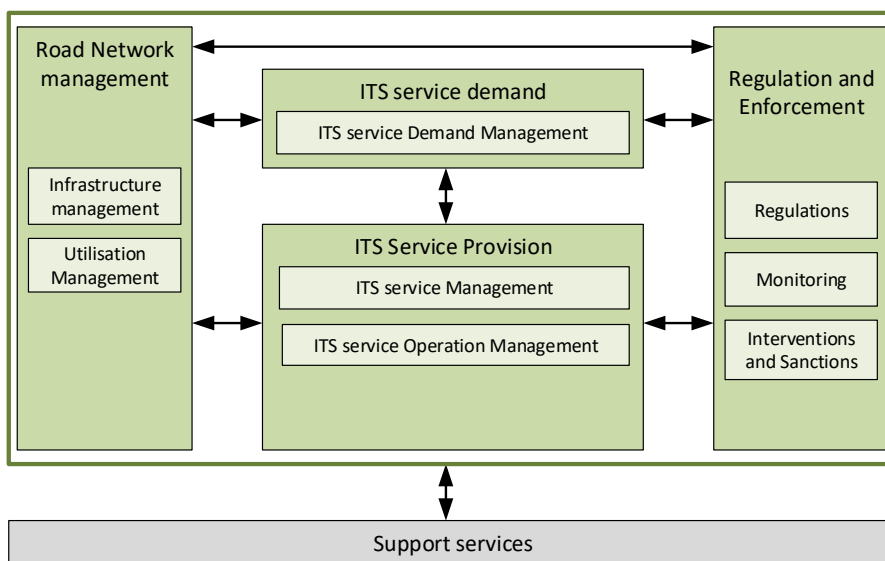 Road Network
management
Infrastructure
management
Utilisation
Management
ITS service demand
ITS service Demand Management
ITS Service Provision
ITS service Management
ITS service Operation Management
Regulation and
Enforcement
Regulations
Monitoring
Interventions
and Sanctions
Support services